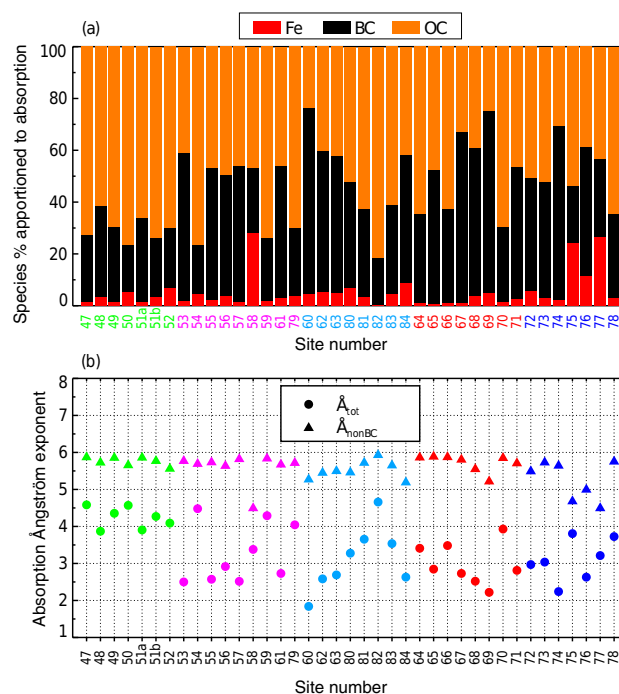 (a)
Fe BC OC
Species % apportioned to absorption
100
80
60
40
20
0
47 48 49 50 51a 51b 52 53 54 55 56 57 58 59 61 79 60 62 63 80 81 82 83 84 64 65 66 67 68 69 70 71 72 73 74 75 76 77 78
Site number
(b)
Absorption Ångström exponent
8
7
6
5
4
3
2
1
Åtot
ÅnonBC
47 48 49 50 51a 51b 52 53 54 55 56 57 58 59 61 79 60 62 63 80 81 82 83 84 64 65 66 67 68 69 70 71 72 73 74 75 76 77 78
Site number